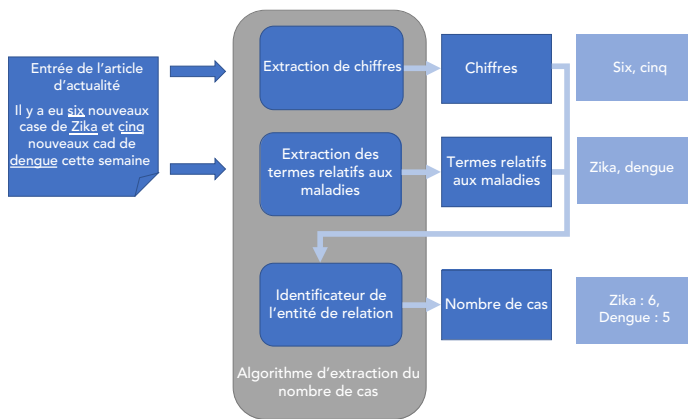 Entrée de l'article
d'actualité
Il y a eu six nouveaux
case de Zika et cinq
nouveaux cad de
dengue cette semaine
Extraction de chiffres
Chiffres
Six, cinq
Extraction des
termes relatifs aux
maladies
Termes relatifs
aux maladies
Zika, dengue
Identificateur de
l'entité de relation
Nombre de cas
Zika : 6,
Dengue : 5
Algorithme d'extraction du
nombre de cas